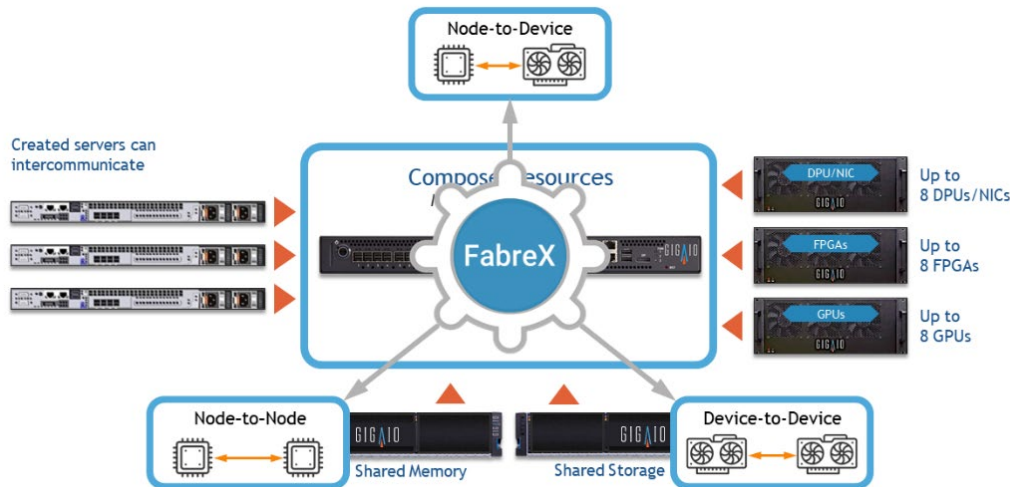 Node-to-Device
Created servers can
intercommunicate
Compose Resources
FabreX
GIGAIO
DPU/NIC
GIGAIO
Up to
8 DPUs/NICs
FPGAs
GIGAIO
Up to
8 FPGAs
GPUs
GIGAIO
Up to
8 GPUs
Node-to-Node
GIGAIO
Shared Memory
GIGAIO
Shared Storage
Device-to-Device